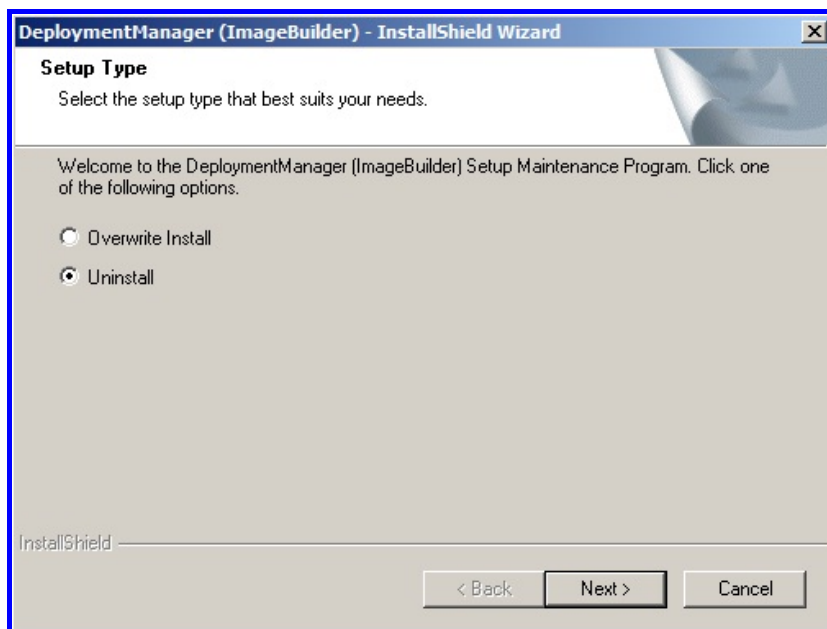 DeploymentManager (ImageBuilder) - InstallShield Wizard
Setup Type
Select the setup type that best suits your needs.
Welcome to the DeploymentManager (ImageBuilder) Setup Maintenance Program. Click one
of the following options.
Overwrite Install
Uninstall
InstallShield
< Back
Next >
Cancel